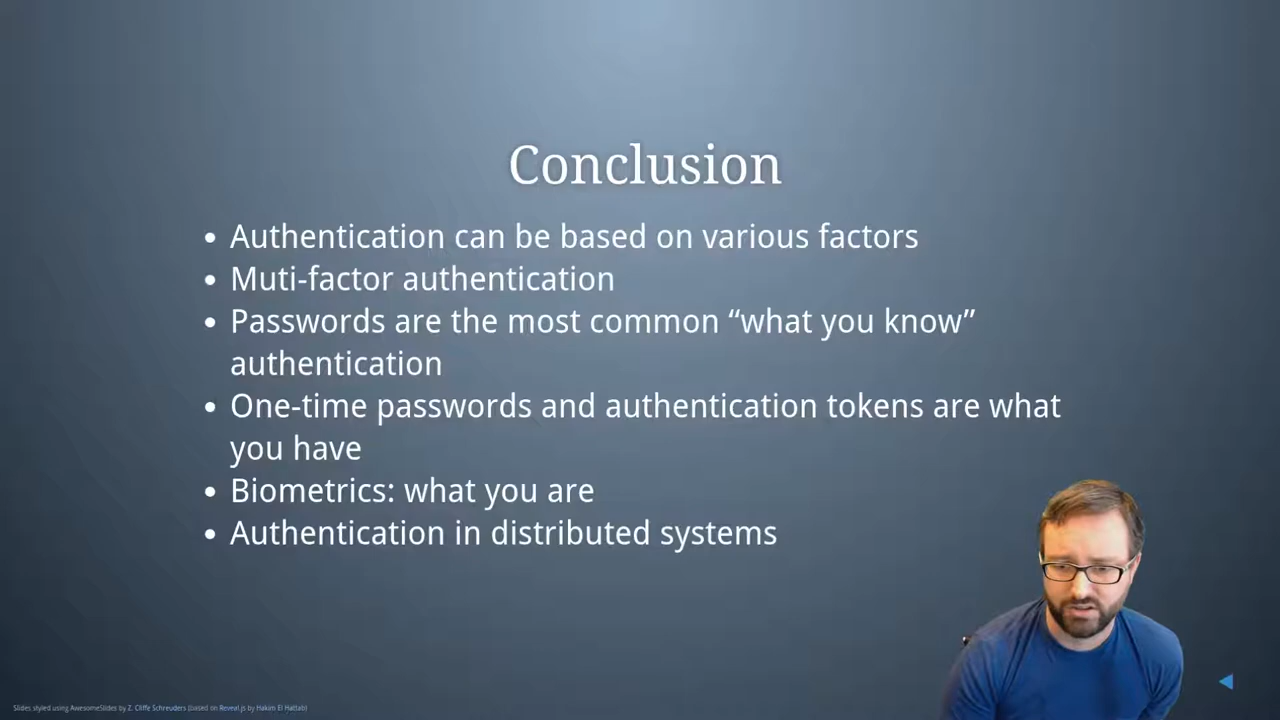 Conclusion
• Authentication can be based on various factors
• Muti-factor authentication
• Passwords are the most common “what you know”
authentication
• One-time passwords and authentication tokens are what
you have
• Biometrics: what you are
• Authentication in distributed systems
Slides styled using AwesomeSlides by Z. Cliffe Schreuders (based on Reveal.js by Hakim El Hattab)